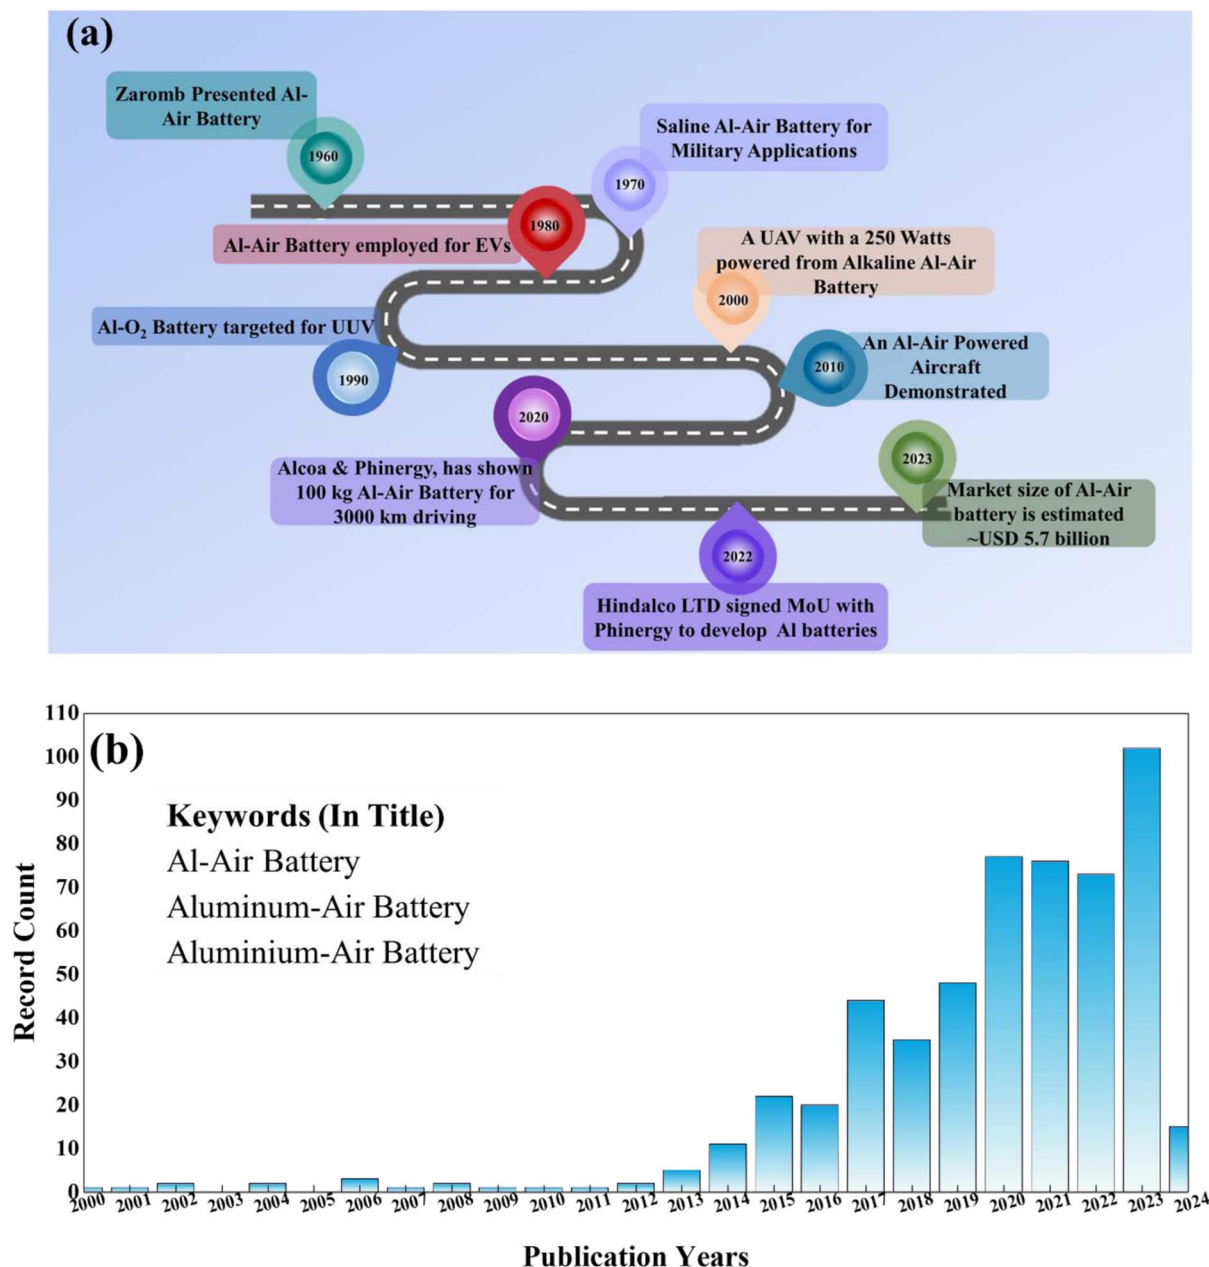 (a)
Zaromb Presented Al-
Air Battery
1960
Saline Al-Air Battery for
Military Applications
1970
Al-Air Battery employed for EVs
1980
A UAV with a 250 Watts
powered from Alkaline Al-Air
Battery
2000
Al-O₂ Battery targeted for UUV
1990
An Al-Air Powered
Aircraft
Demonstrated
2010
2020
Alcoa & Phinergy, has shown
100 kg Al-Air Battery for
3000 km driving
2023
Market size of Al-Air
battery is estimated
~USD 5.7 billion
2022
Hindalco LTD signed MoU with
Phinergy to develop Al batteries
(b)
110
100
90
80
70
60
50
40
30
20
10
0
Record Count
Keywords (In Title)
Al-Air Battery
Aluminum-Air Battery
Aluminium-Air Battery
2000 2001 2002 2003 2004 2005 2006 2007 2008 2009 2010 2011 2012 2013 2014 2015 2016 2017 2018 2019 2020 2021 2022 2023 2024
Publication Years